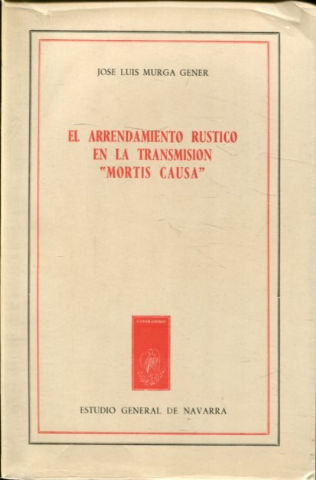 JOSE LUIS MURGA GENER
EL ARRENDAMIENTO RUSTICO
EN LA TRANSMISION
"MORTIS CAUSA"
ESTUDIO GENERAL DE NAVARRA